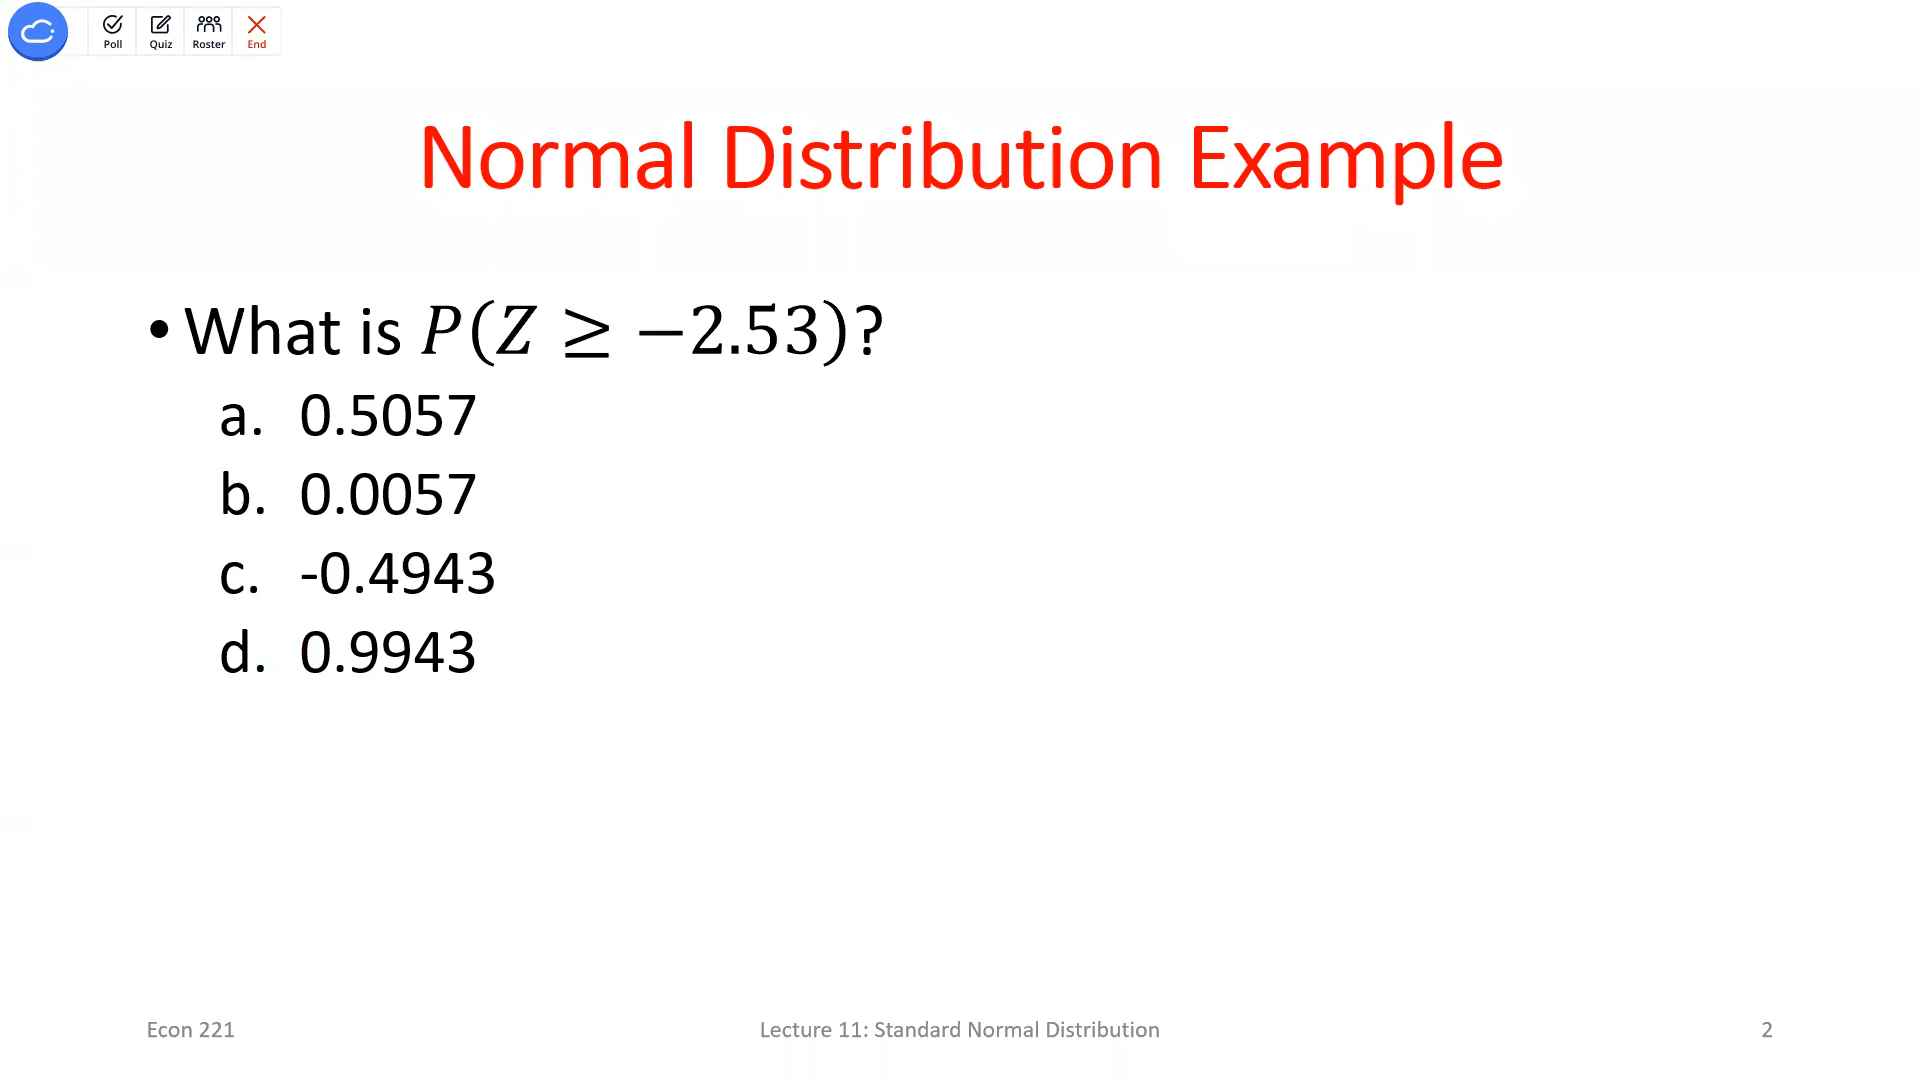 Poll Quiz Roster End
Normal Distribution Example
• What is P(Z ≥ −2.53)?
a. 0.5057
b. 0.0057
c. -0.4943
d. 0.9943
Econ 221 Lecture 11: Standard Normal Distribution 2